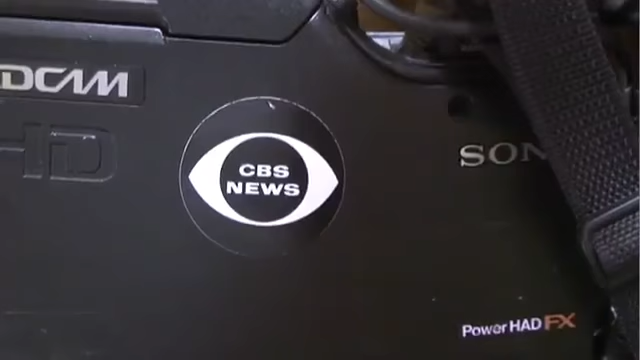 DCAM
HD
CBS
NEWS
SON
Power HAD FX